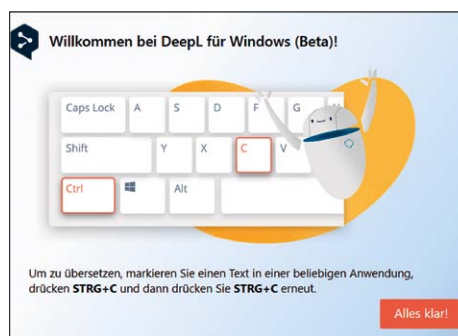 Willkommen bei DeepL für Windows (Beta)!
Caps Lock A S D F G
Shift Y X C V
Ctrl Alt
Um zu übersetzen, markieren Sie einen Text in einer beliebigen Anwendung,
drücken STRG+C und dann drücken Sie STRG+C erneut.
Alles klar!